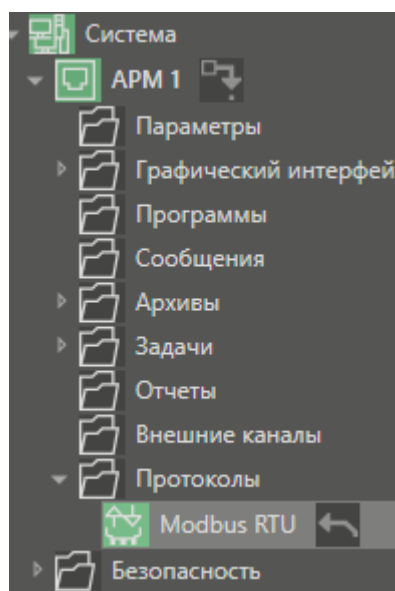 Система
АРМ 1
Параметры
Графический интерфей
Программы
Сообщения
Архивы
Задачи
Отчеты
Внешние каналы
Протоколы
Modbus RTU
Безопасность